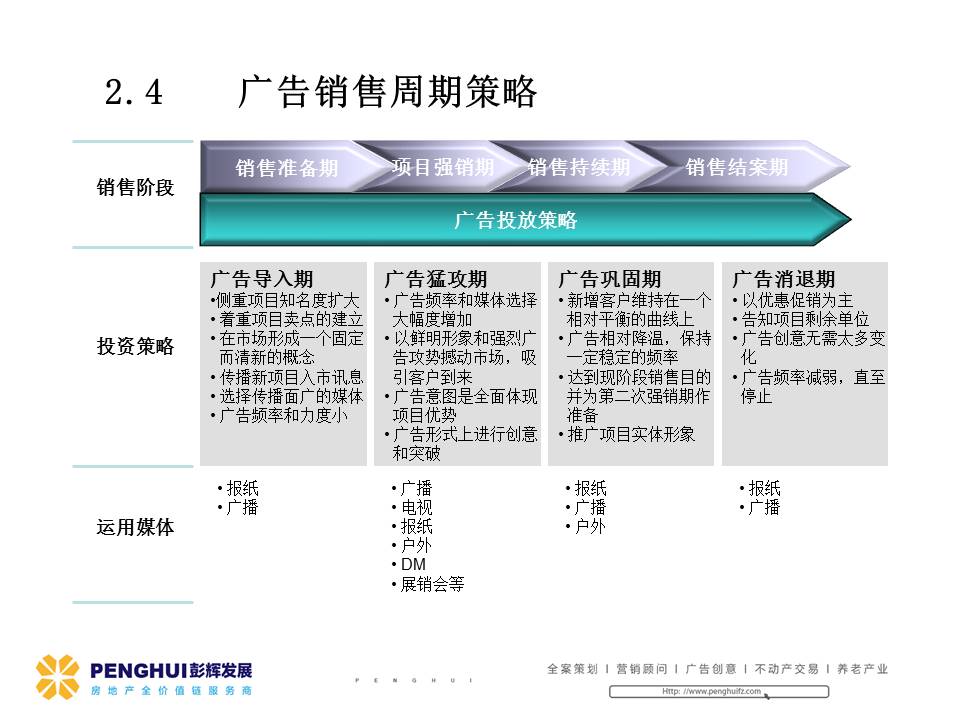 2.4 广告销售周期策略
销售阶段
销售准备期 项目强销期 销售持续期 销售结案期
广告投放策略
投资策略
广告导入期
•侧重项目知名度扩大
•着重项目卖点的建立
•在市场形成一个固定
而清新的概念
•传播新项目入市讯息
•选择传播面广的媒体
•广告频率和力度小
广告猛攻期
•广告频率和媒体选择
大幅度增加
•以鲜明形象和强烈广
告攻势撼动市场，吸
引客户到来
•广告意图是全面体现
项目优势
•广告形式上进行创意
和突破
广告巩固期
•新增客户维持在一个
相对平衡的曲线上
•广告相对降温，保持
一定稳定的频率
•达到现阶段销售目的
并为第二次强销期作
准备
•推广项目实体形象
广告消退期
•以优惠促销为主
•告知项目剩余单位
•广告创意无需太多变
化
•广告频率减弱，直至
停止
运用媒体
•报纸
•广播
•广播
•电视
•报纸
•户外
•DM
•展销会等
•报纸
•广播
•户外
•报纸
•广播
PENGHUI彭辉发展
房地产全价值链服务商
PENGHUI
全案策划 | 营销顾问 | 广告创意 | 不动产交易 | 养老产业
Http: //www.penghuifz.com